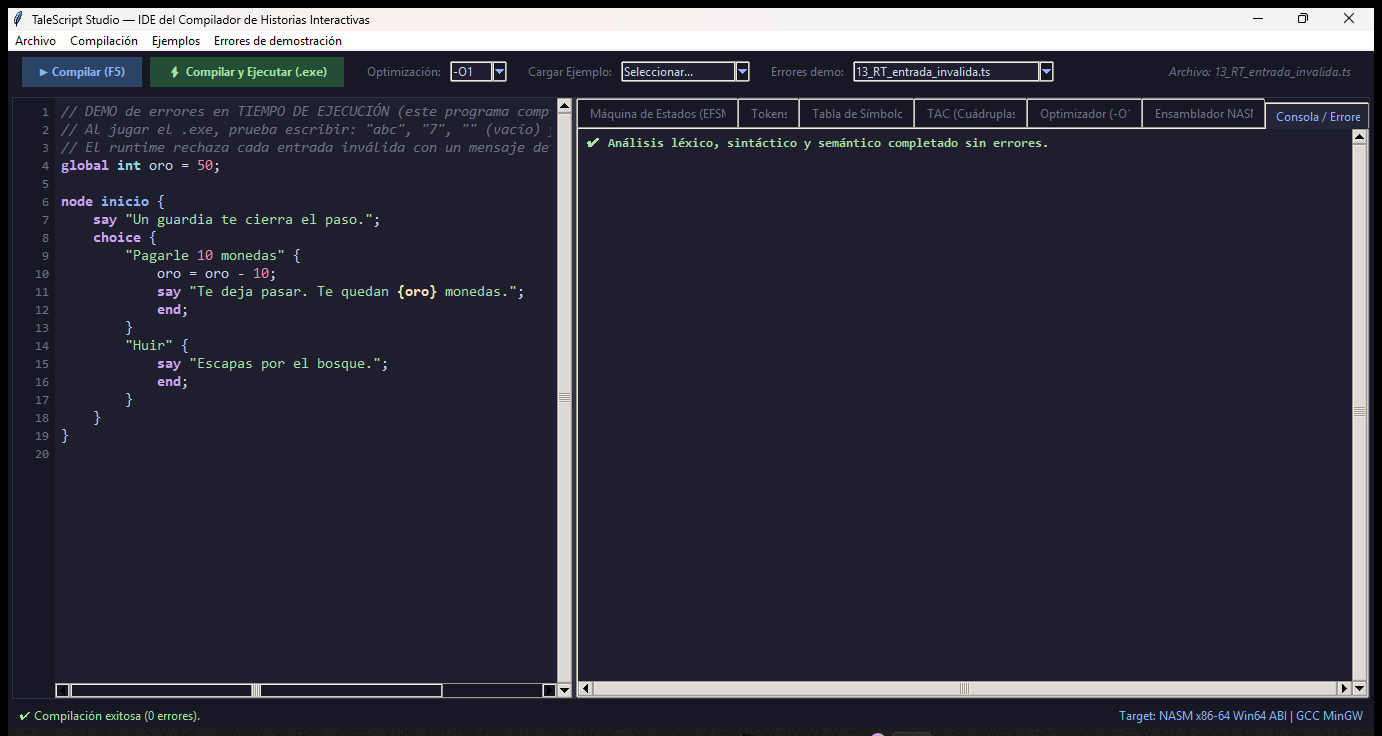 TaleScript Studio — IDE del Compilador de Historias Interactivas
Archivo Compilación Ejemplos Errores de demostración
Compilar (F5) Compilar y Ejecutar (.exe) Optimización: -O1 Cargar Ejemplo: Seleccionar... Errores demo: 13_RT_entrada_invalida.ts Archivo: 13_RT_entrada_invalida.ts
1 // DEMO de errores en TIEMPO DE EJECUCIÓN (este programa comp
2 // Al jugar el .exe, prueba escribir: "abc", "7", "" (vacío) y
3 // El runtime rechaza cada entrada inválida con un mensaje de
4 global int oro = 50;
5
6 node inicio {
7 say "Un guardia te cierra el paso.";
8 choice {
9 "Pagarle 10 monedas" {
10 oro = oro - 10;
11 say "Te deja pasar. Te quedan {oro} monedas.";
12 end;
13 }
14 "Huir" {
15 say "Escapas por el bosque.";
16 end;
17 }
18 }
19 }
20
Máquina de Estados (EFSM Tokens Tabla de Símbolo TAC (Cuádruplas Optimizador (-O Ensamblador NASM Consola / Errore
✔ Análisis léxico, sintáctico y semántico completado sin errores.
✔ Compilación exitosa (0 errores).
Target: NASM x86-64 Win64 ABI | GCC MinGW